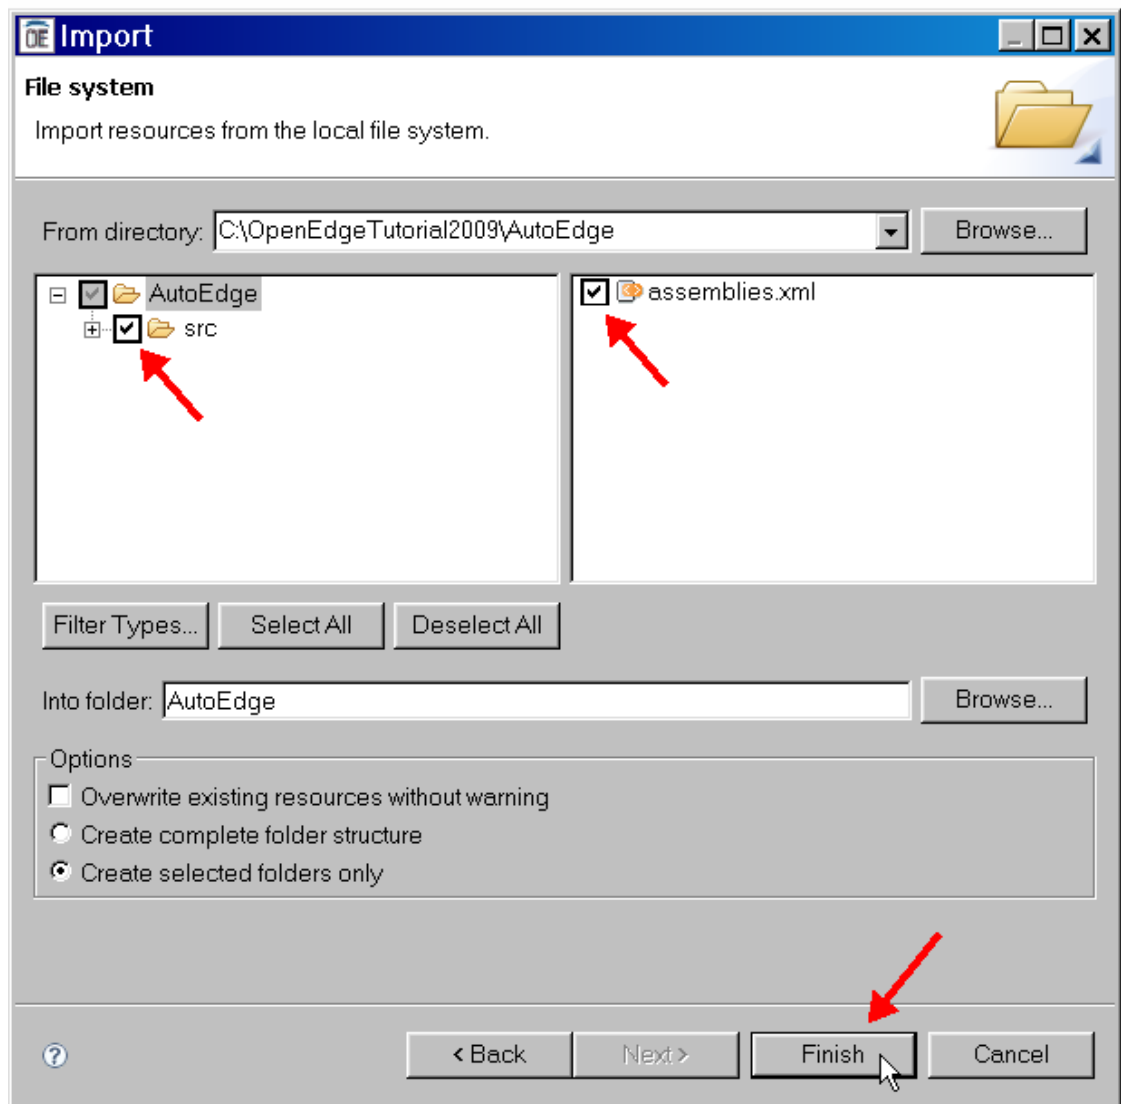 OE Import
File system
Import resources from the local file system.
From directory: C:\OpenEdgeTutorial2009\AutoEdge Browse...
AutoEdge assemblies.xml
src
Filter Types... Select All Deselect All
Into folder: AutoEdge Browse...
Options
Overwrite existing resources without warning
Create complete folder structure
Create selected folders only
? < Back Next > Finish Cancel